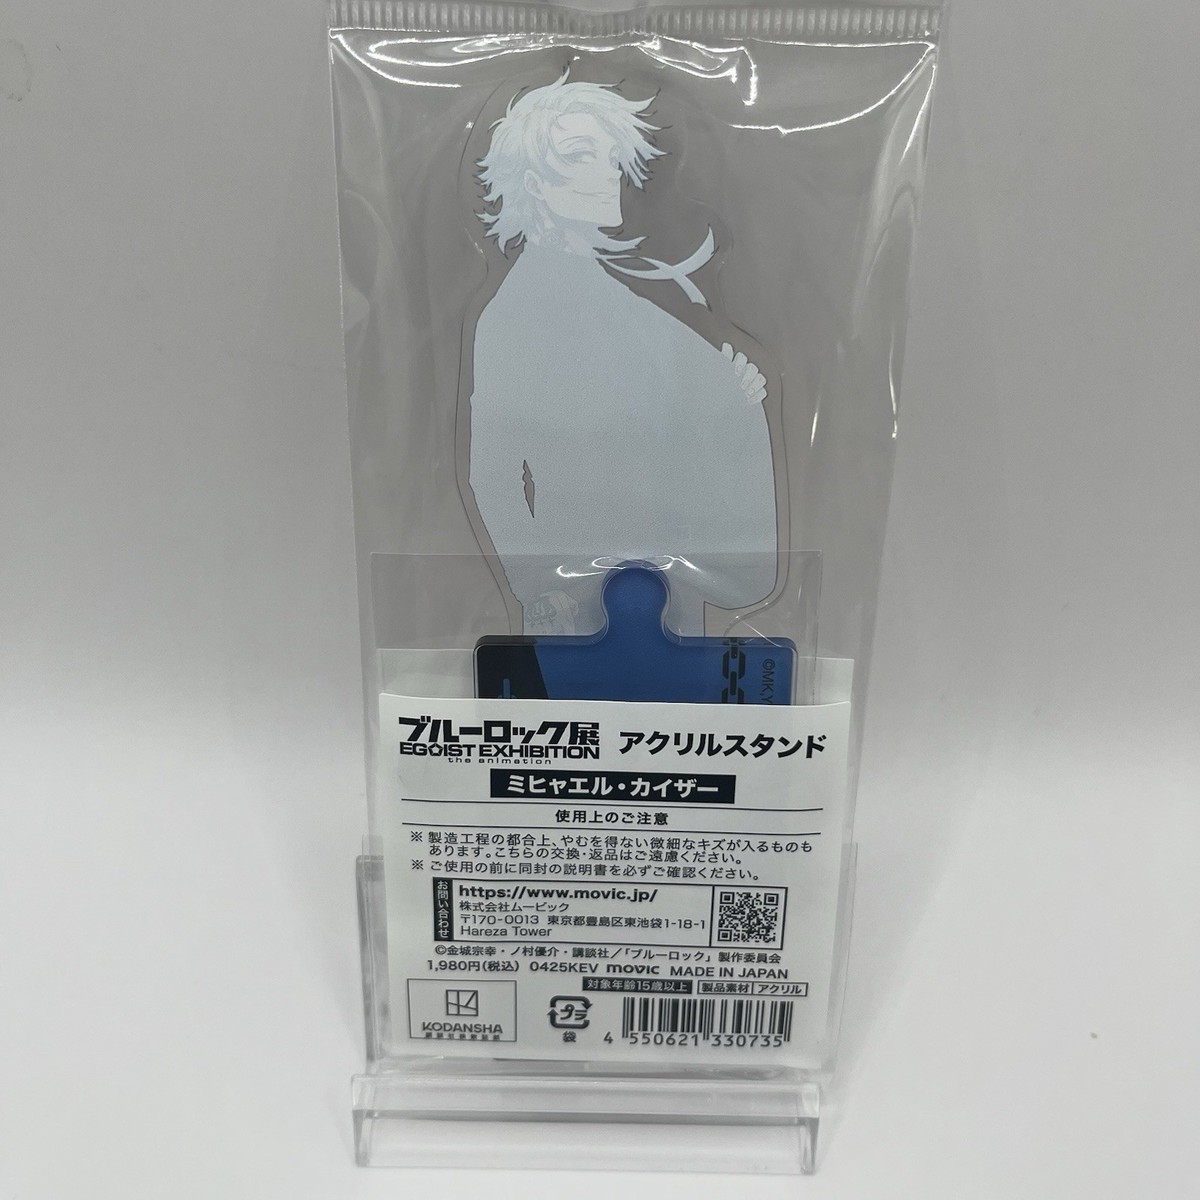 ©MK,Y
ブルーロック展
EGOIST EXHIBITION
the animation
アクリルスタンド
ミヒャエル・カイザー
使用上のご注意
※製造工程の都合上、やむを得ない微細なキズが入るものも
あります。こちらの交換・返品はご遠慮ください。
※ご使用の前に同封の説明書を必ずご確認ください。
お問い合わせ
https://www.movic.jp/
株式会社ムービック
〒170-0013 東京都豊島区東池袋1-18-1
Hareza Tower
©金城宗幸・ノ村優介・講談社/「ブルーロック」製作委員会
1,980円(税込) 0425KEV movic MADE IN JAPAN
対象年齢15歳以上 製品素材 アクリル
KODANSHA
プラ
袋
4 550621 330735